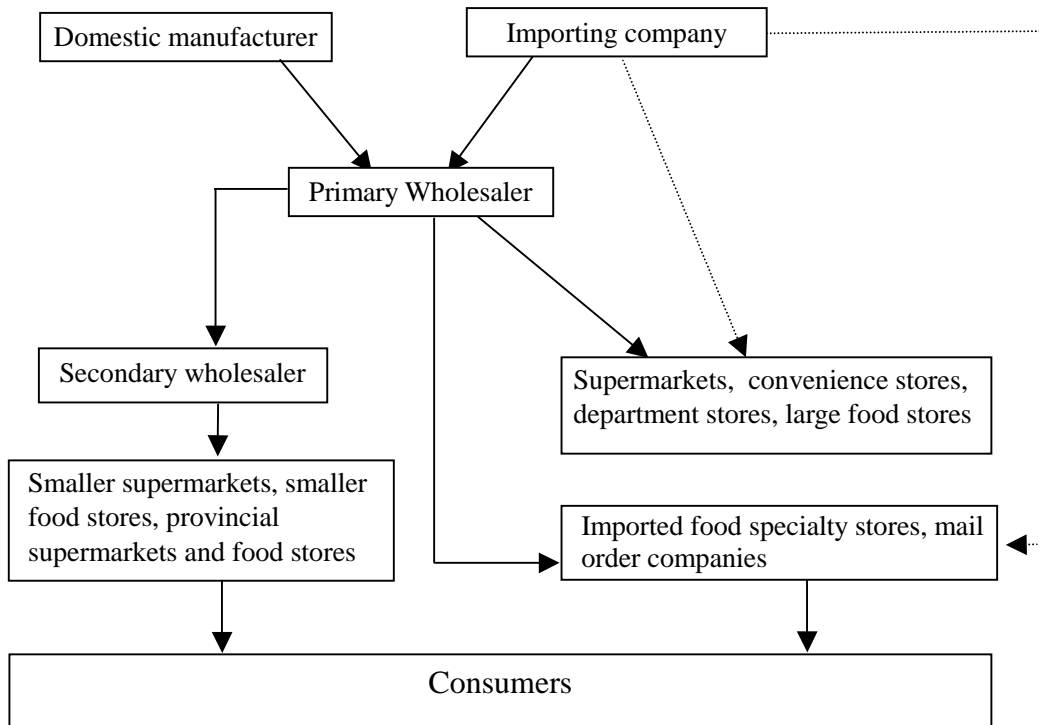 Domestic manufacturer
Importing company
Primary Wholesaler
Secondary wholesaler
Supermarkets, convenience stores,
department stores, large food stores
Smaller supermarkets, smaller
food stores, provincial
supermarkets and food stores
Imported food specialty stores, mail
order companies
Consumers